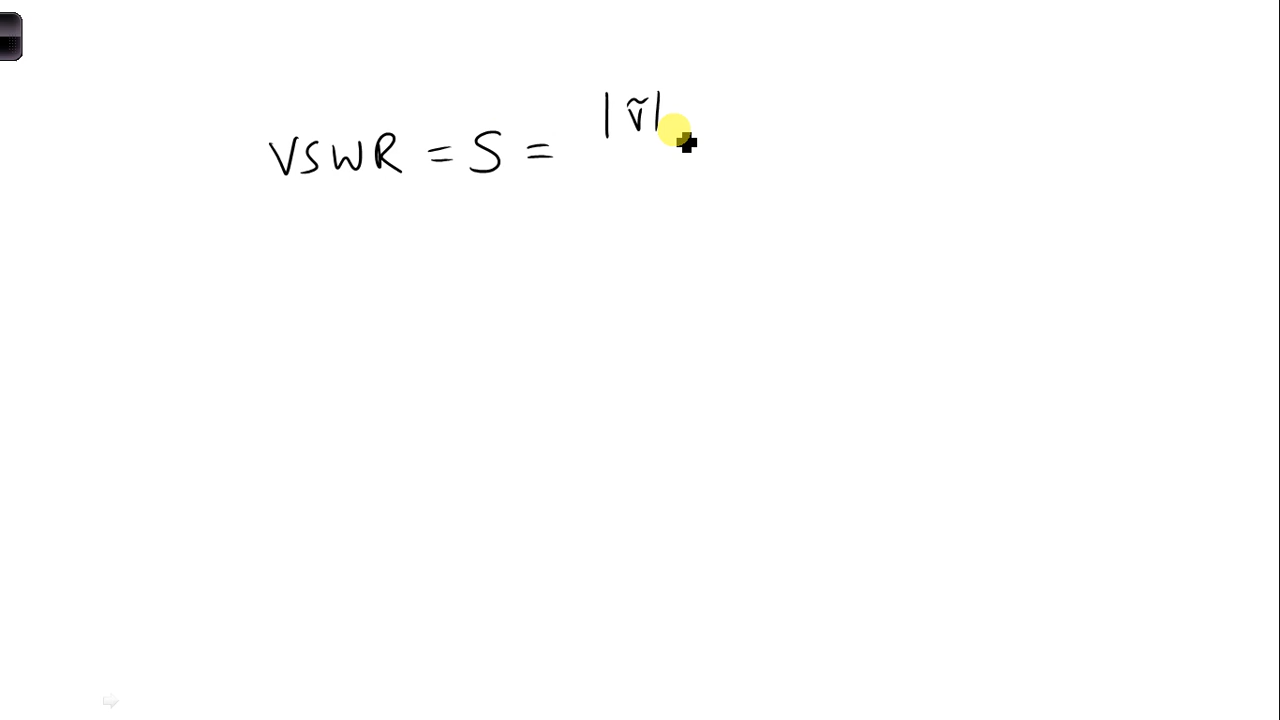 VSWR = S = |ṽ|